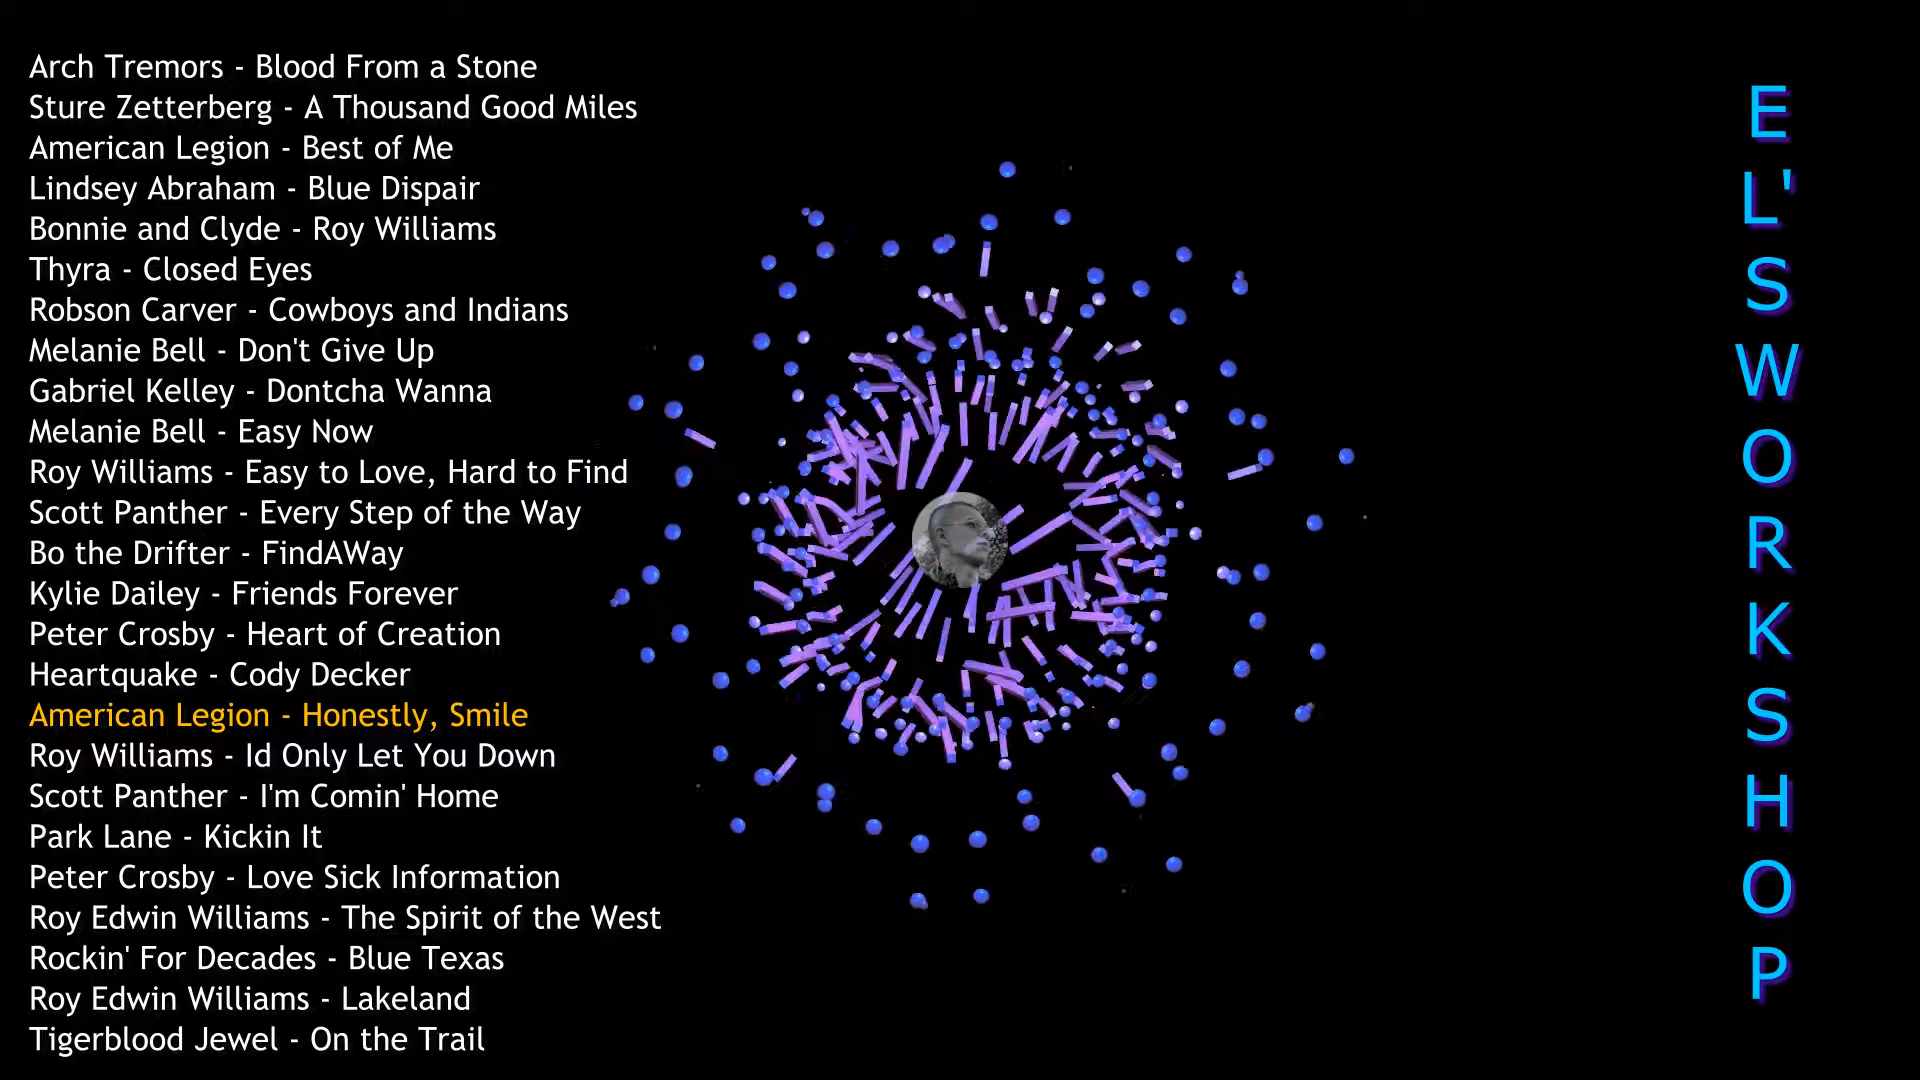 Arch Tremors - Blood From a Stone
Sture Zetterberg - A Thousand Good Miles
American Legion - Best of Me
Lindsey Abraham - Blue Dispair
Bonnie and Clyde - Roy Williams
Thyra - Closed Eyes
Robson Carver - Cowboys and Indians
Melanie Bell - Don't Give Up
Gabriel Kelley - Dontcha Wanna
Melanie Bell - Easy Now
Roy Williams - Easy to Love, Hard to Find
Scott Panther - Every Step of the Way
Bo the Drifter - FindAWay
Kylie Dailey - Friends Forever
Peter Crosby - Heart of Creation
Heartquake - Cody Decker
American Legion - Honestly, Smile
Roy Williams - Id Only Let You Down
Scott Panther - I'm Comin' Home
Park Lane - Kickin It
Peter Crosby - Love Sick Information
Roy Edwin Williams - The Spirit of the West
Rockin' For Decades - Blue Texas
Roy Edwin Williams - Lakeland
Tigerblood Jewel - On the Trail
EL'SWORKSHOP